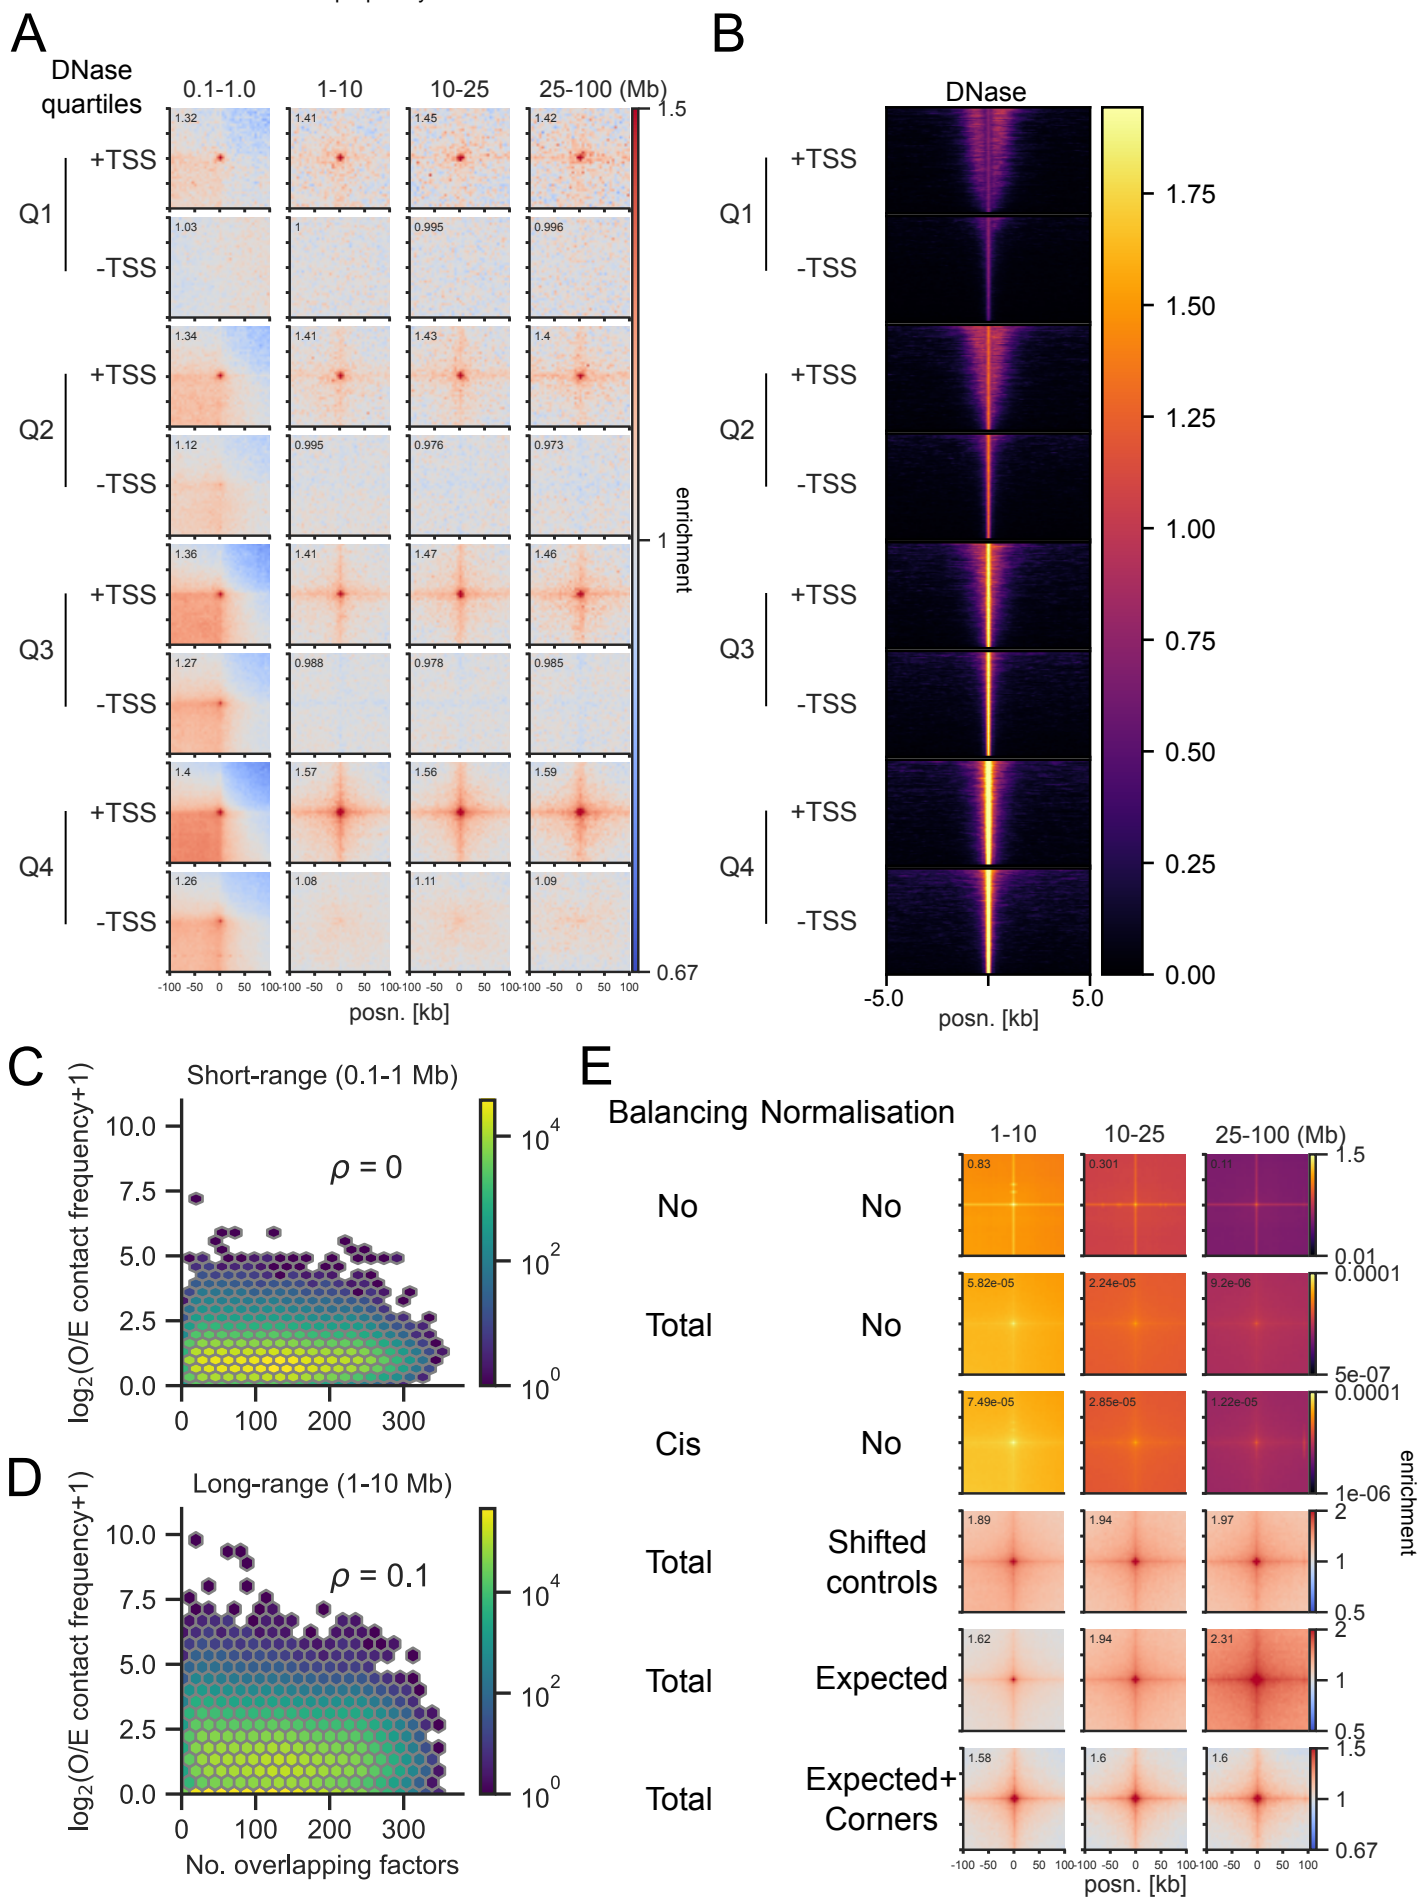 A
B
DNase
quartiles
0.1-1.0
1-10
10-25
25-100 (Mb)
1.5
Q1
+TSS
1.32
1.41
1.45
1.42
-TSS
1.03
1
0.995
0.996
Q2
+TSS
1.34
1.41
1.43
1.4
-TSS
1.12
0.995
0.976
0.973
enrichment
1
Q3
+TSS
1.36
1.41
1.47
1.46
-TSS
1.27
0.988
0.978
0.985
Q4
+TSS
1.4
1.57
1.56
1.59
-TSS
1.26
1.08
1.11
1.09
0.67
-100 -50 0 50 100
-100 -50 0 50 100
-100 -50 0 50 100
-100 -50 0 50 100
posn. [kb]
DNase
Q1
+TSS
-TSS
Q2
+TSS
-TSS
Q3
+TSS
-TSS
Q4
+TSS
-TSS
1.75
1.50
1.25
1.00
0.75
0.50
0.25
0.00
-5.0 5.0
posn. [kb]
C
Short-range (0.1-1 Mb)
log₂(O/E contact frequency+1)
10.0
7.5
5.0
2.5
0.0
ρ = 0
10⁴
10²
10⁰
0 100 200 300
D
Long-range (1-10 Mb)
log₂(O/E contact frequency+1)
10.0
7.5
5.0
2.5
0.0
ρ = 0.1
10⁴
10²
10⁰
0 100 200 300
No. overlapping factors
E
Balancing Normalisation
1-10
10-25
25-100 (Mb)
No
No
0.83
0.301
0.11
1.5
0.01
Total
No
5.82e-05
2.24e-05
9.2e-06
0.0001
5e-07
Cis
No
7.49e-05
2.85e-05
1.22e-05
0.0001
1e-06
enrichment
Total
Shifted
controls
1.89
1.94
1.97
2
1
0.5
Total
Expected
1.62
1.94
2.31
2
1
0.5
Total
Expected+
Corners
1.58
1.6
1.6
1.5
1
0.67
-100 -50 0 50 100
-100 -50 0 50 100
-100 -50 0 50 100
posn. [kb]